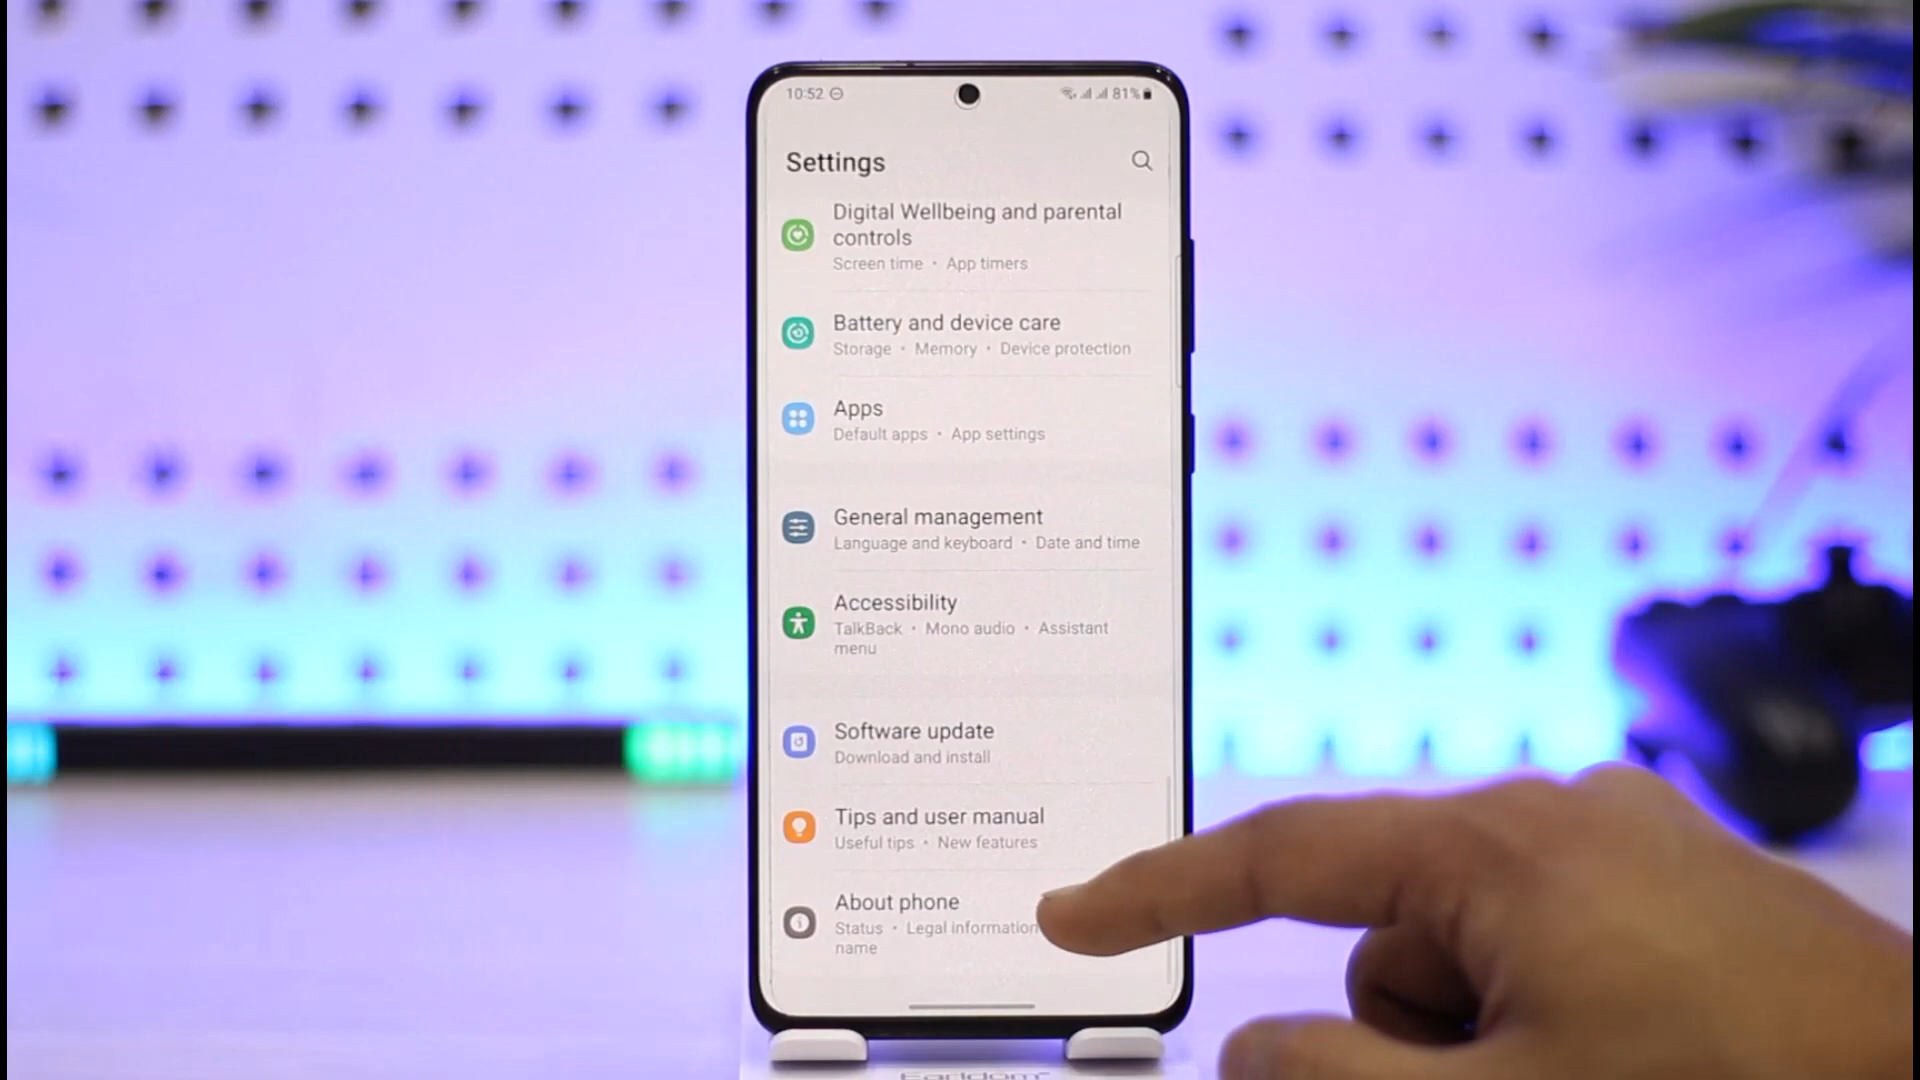 10:52
81%
Settings
Digital Wellbeing and parental
controls
Screen time • App timers
Battery and device care
Storage • Memory • Device protection
Apps
Default apps • App settings
General management
Language and keyboard • Date and time
Accessibility
TalkBack • Mono audio • Assistant
menu
Software update
Download and install
Tips and user manual
Useful tips • New features
About phone
Status • Legal information
name